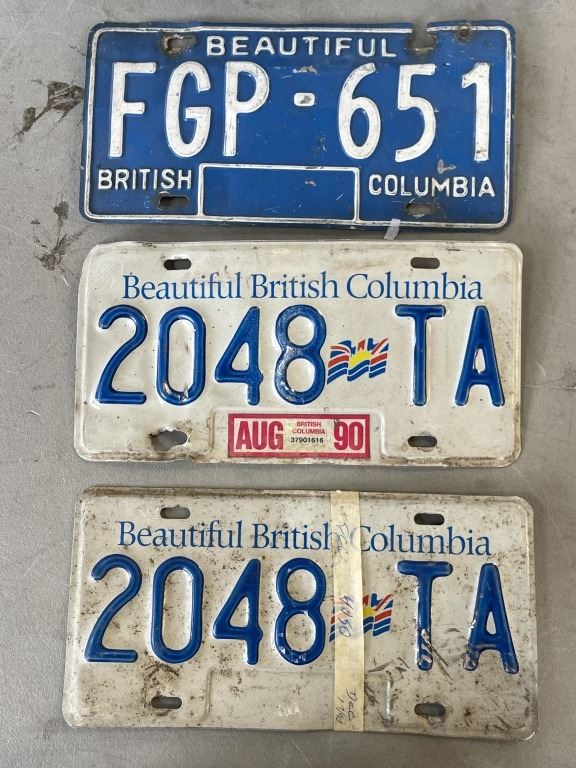 BEAUTIFUL
FGP-651
BRITISH COLUMBIA
Beautiful British Columbia
2048 TA
AUG BRITISH COLUMBIA 37901616 90
Beautiful British Columbia
2048 TA